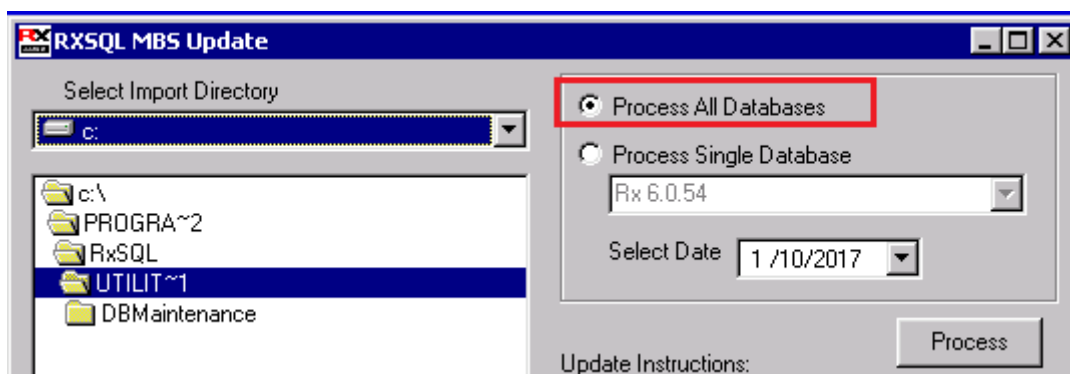 RXSQL MBS Update
Select Import Directory
c:
c:\
PROGRA~2
RxSQL
UTILIT~1
DBMaintenance
Process All Databases
Process Single Database
Rx 6.0.54
Select Date 1 /10/2017
Process
Update Instructions: